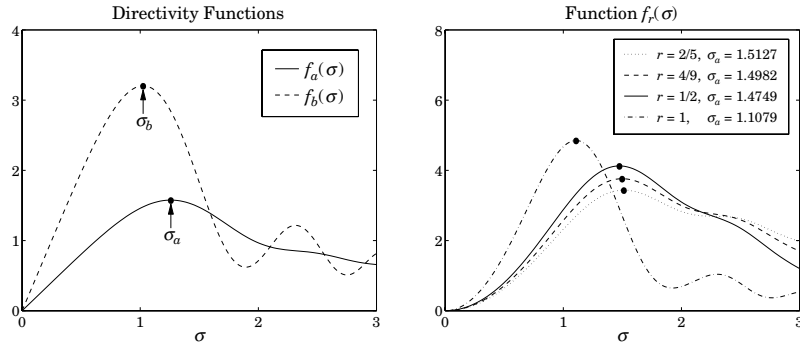 Directivity Functions
4
3
2
1
0
0 1 2 3
σ
f_a(σ)
f_b(σ)
σ_b
σ_a
Function f_r(σ)
8
6
4
2
0
0 1 2 3
σ
r = 2/5, σ_a = 1.5127
r = 4/9, σ_a = 1.4982
r = 1/2, σ_a = 1.4749
r = 1, σ_a = 1.1079